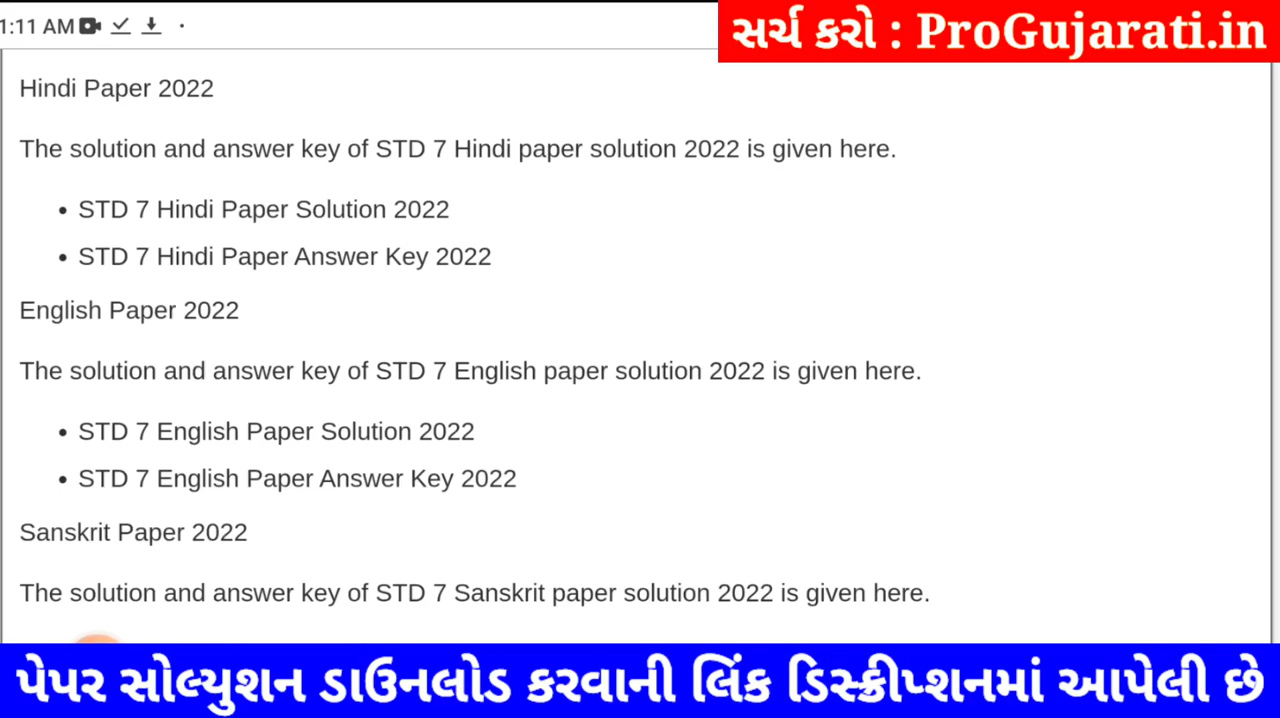 1:11 AM
સર્ચ કરો : ProGujarati.in
Hindi Paper 2022
The solution and answer key of STD 7 Hindi paper solution 2022 is given here.
• STD 7 Hindi Paper Solution 2022
• STD 7 Hindi Paper Answer Key 2022
English Paper 2022
The solution and answer key of STD 7 English paper solution 2022 is given here.
• STD 7 English Paper Solution 2022
• STD 7 English Paper Answer Key 2022
Sanskrit Paper 2022
The solution and answer key of STD 7 Sanskrit paper solution 2022 is given here.
પેપર સોલ્યુશન ડાઉનલોડ કરવાની લિંક ડિસ્ક્રીપ્શનમાં આપેલી છે